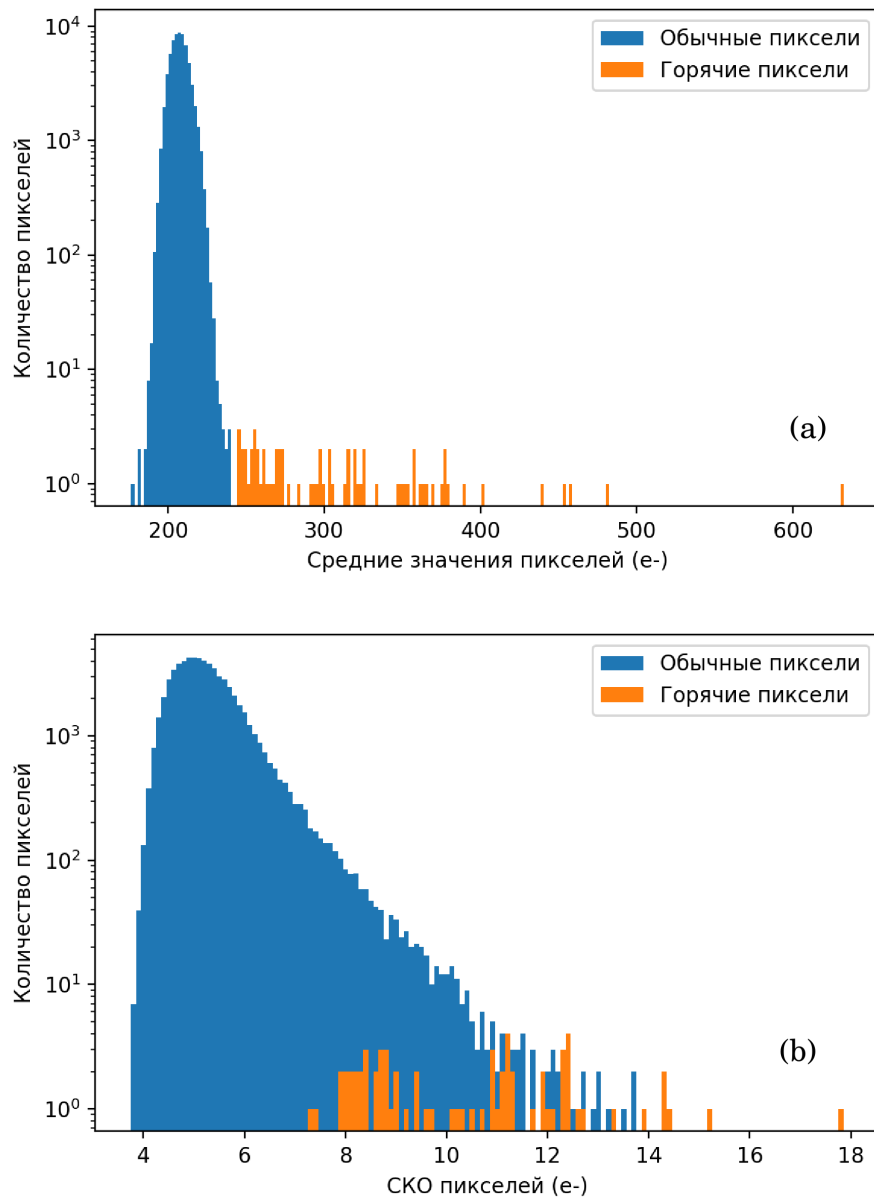 Обычные пиксели
Горячие пиксели
10⁴
10³
10²
10¹
10⁰
Количество пикселей
(a)
200 300 400 500 600
Средние значения пикселей (e-)
Обычные пиксели
Горячие пиксели
10³
10²
10¹
10⁰
Количество пикселей
(b)
4 6 8 10 12 14 16 18
СКО пикселей (e-)